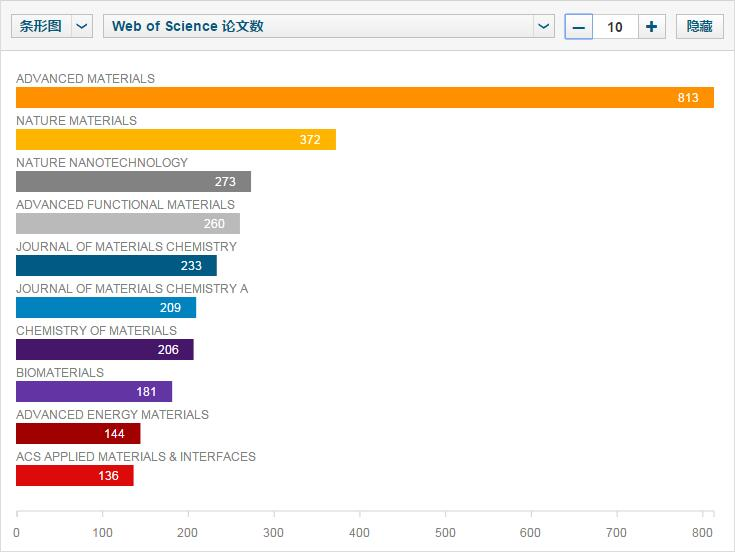 条形图 Web of Science 论文数 − 10 + 隐藏
ADVANCED MATERIALS
813
NATURE MATERIALS
372
NATURE NANOTECHNOLOGY
273
ADVANCED FUNCTIONAL MATERIALS
260
JOURNAL OF MATERIALS CHEMISTRY
233
JOURNAL OF MATERIALS CHEMISTRY A
209
CHEMISTRY OF MATERIALS
206
BIOMATERIALS
181
ADVANCED ENERGY MATERIALS
144
ACS APPLIED MATERIALS & INTERFACES
136
0 100 200 300 400 500 600 700 800